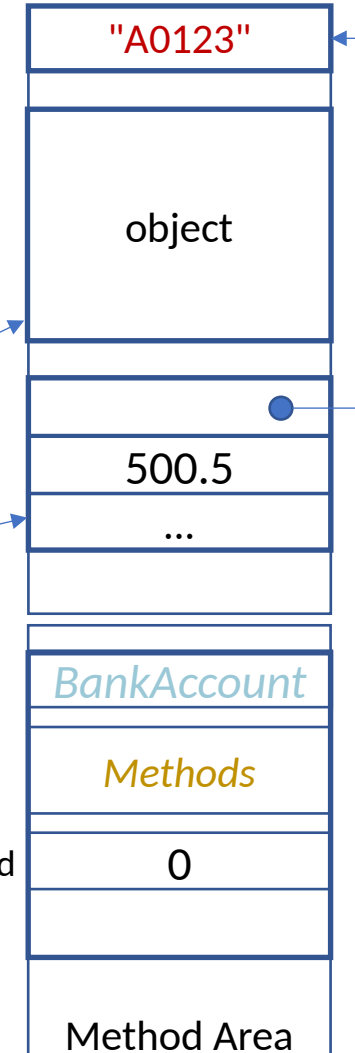 "A0123"
object
500.5
...
BankAccount
Methods
0
Method Area